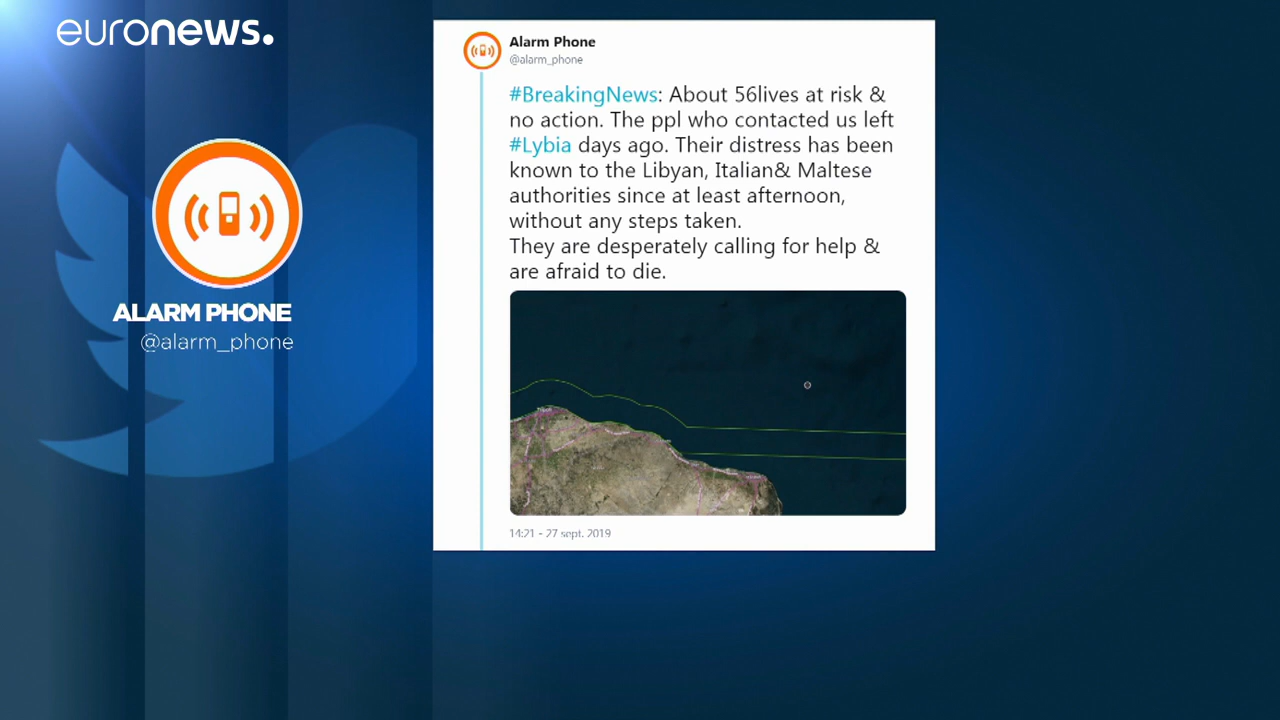 euronews.
ALARM PHONE
@alarm_phone
Alarm Phone
@alarm_phone
#BreakingNews: About 56lives at risk &
no action. The ppl who contacted us left
#Lybia days ago. Their distress has been
known to the Libyan, Italian& Maltese
authorities since at least afternoon,
without any steps taken.
They are desperately calling for help &
are afraid to die.
14:21 - 27 sept. 2019